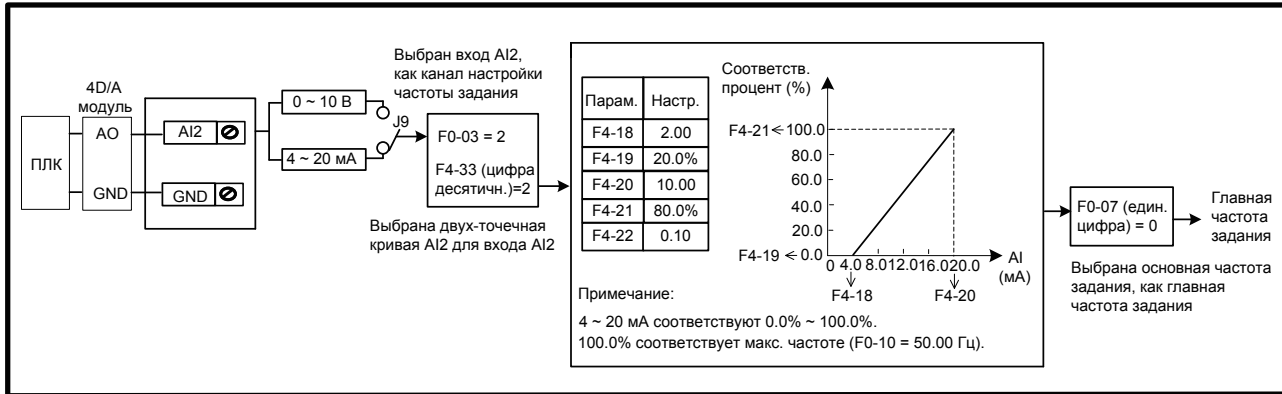 ПЛК
4D/A
модуль
AO
GND
AI2
GND
0 ~ 10 В
4 ~ 20 мА
J9
Выбран вход AI2,
как канал настройки
частоты задания
F0-03 = 2
F4-33 (цифра
десятичн.)=2
Выбрана двух-точечная
кривая AI2 для входа AI2
Парам. Настр.
F4-18 2.00
F4-19 20.0%
F4-20 10.00
F4-21 80.0%
F4-22 0.10
Соответств.
процент (%)
F4-21 100.0
80.0
60.0
40.0
20.0
F4-19 0.0
0 4.0 8.0 12.0 16.0 20.0 AI
(мА)
F4-18 F4-20
Примечание:
4 ~ 20 мА соответствуют 0.0% ~ 100.0%.
100.0% соответствует макс. частоте (F0-10 = 50.00 Гц).
F0-07 (един.
цифра) = 0
Главная
частота
задания
Выбрана основная частота
задания, как главная
частота задания